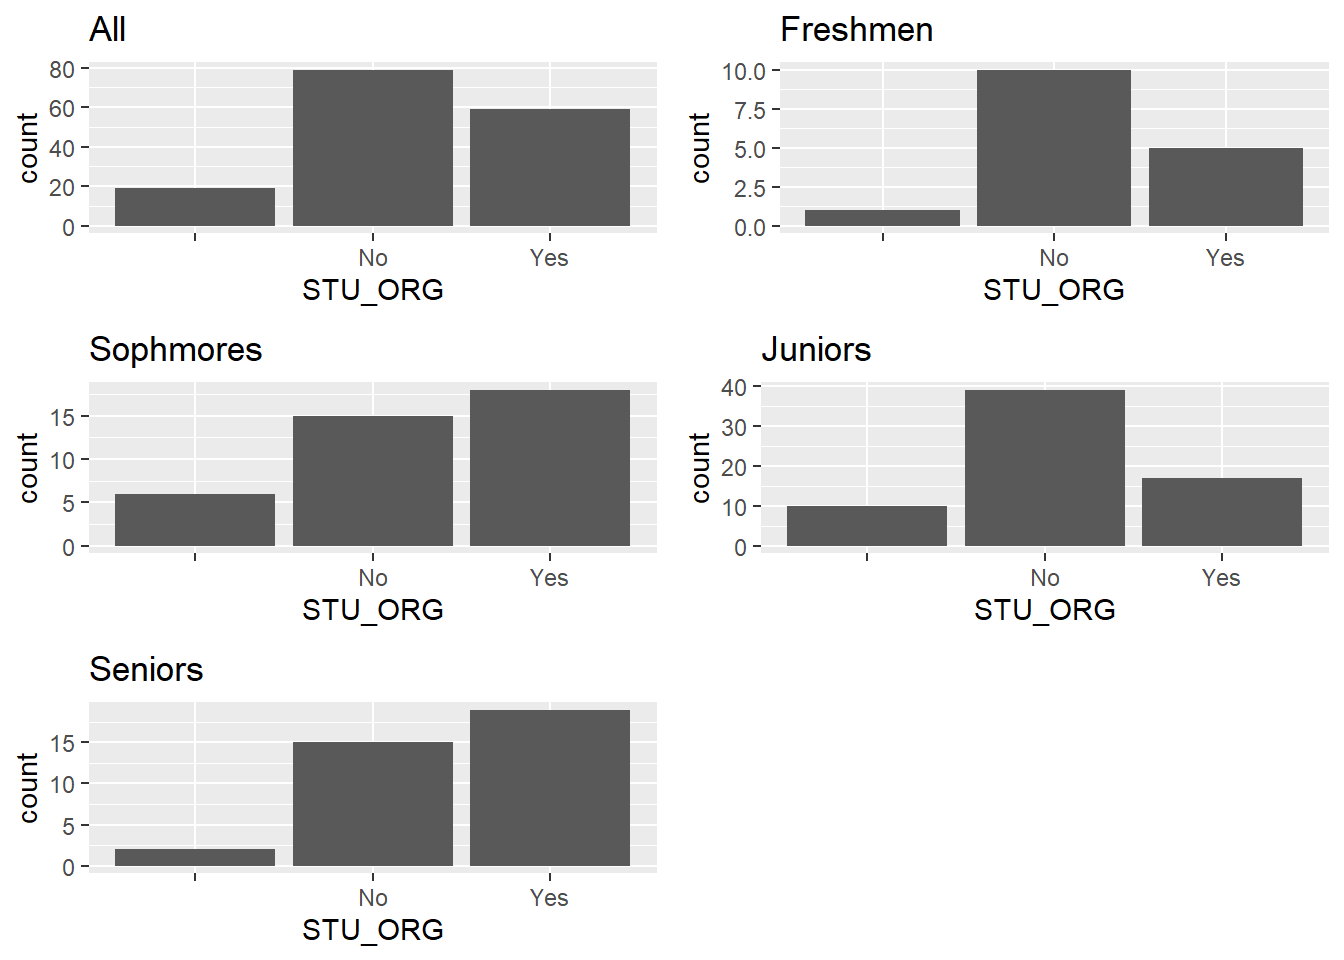 All
80
60
40
20
0
count
No Yes
STU_ORG
Freshmen
10.0
7.5
5.0
2.5
0.0
count
No Yes
STU_ORG
Sophmores
15
10
5
0
count
No Yes
STU_ORG
Juniors
40
30
20
10
0
count
No Yes
STU_ORG
Seniors
15
10
5
0
count
No Yes
STU_ORG